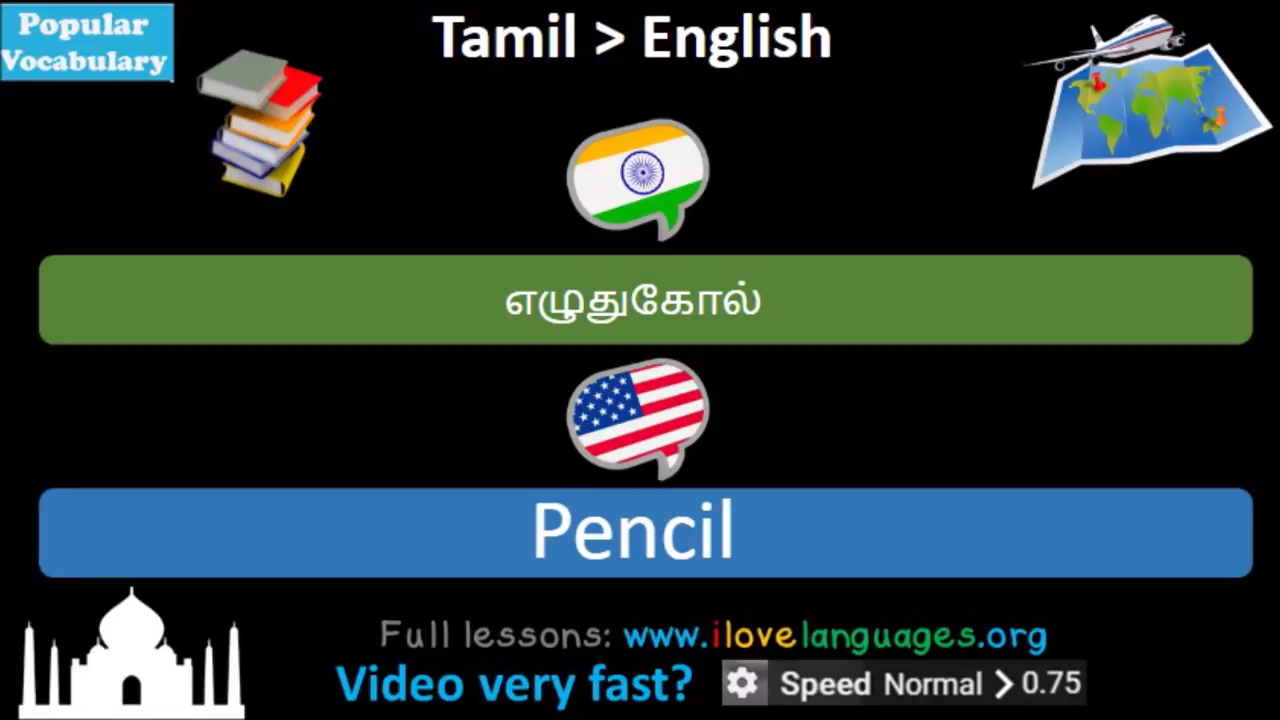 Popular
Vocabulary
Tamil > English
எழுதுகோல்
Pencil
Full lessons: www.ilovelanguages.org
Video very fast? Speed Normal > 0.75